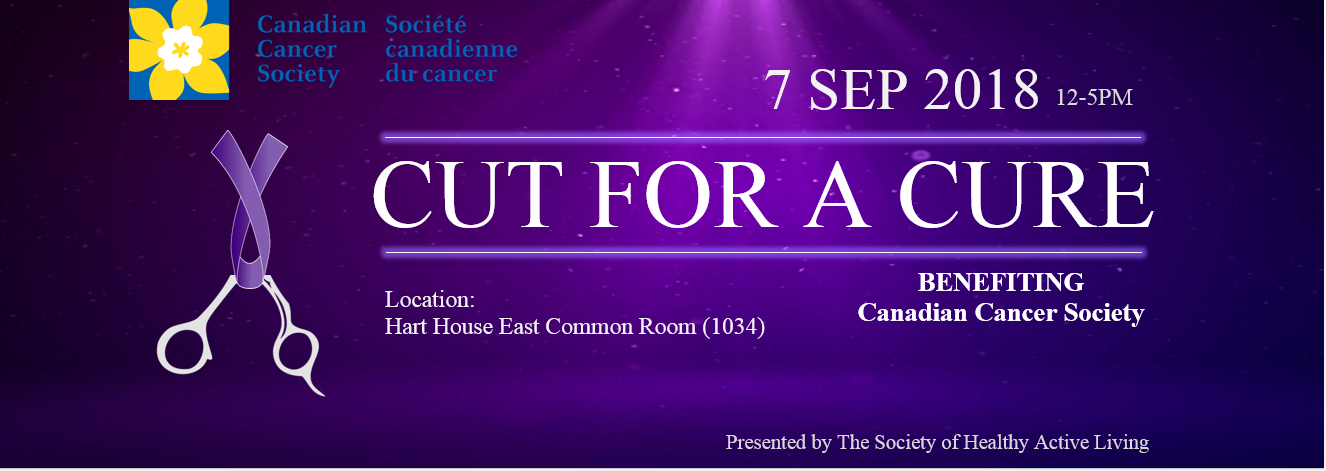 Canadian Cancer Society
Société canadienne du cancer
7 SEP 2018 12-5PM
CUT FOR A CURE
BENEFITING
Canadian Cancer Society
Location:
Hart House East Common Room (1034)
Presented by The Society of Healthy Active Living